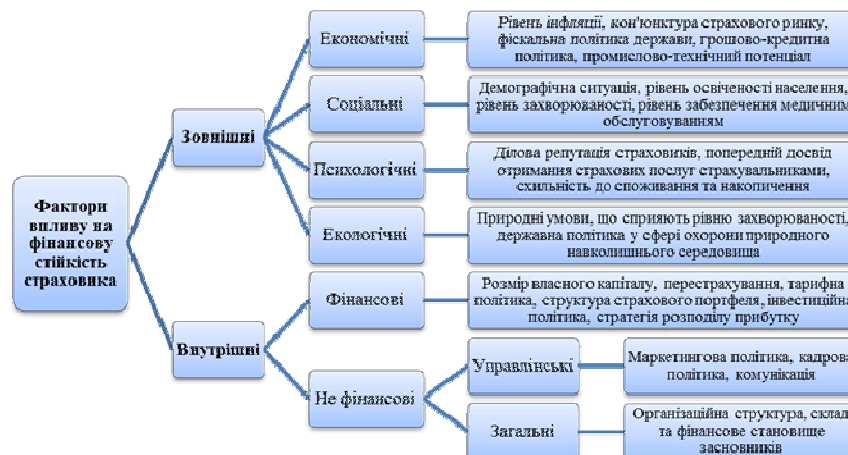 Фактори
впливу на
фінансову
стійкість
страховика
Зовнішні
Економічні
Рівень інфляції, кон'юнктура страхового ринку,
фіскальна політика держави, грошово-кредитна
політика, промислово-технічний потенціал
Соціальні
Демографічна ситуація, рівень освіченості населення,
рівень захворюваності, рівень забезпечення медичним
обслуговуванням
Психологічні
Ділова репутація страховиків, попередній досвід
отримання страхових послуг страхувальниками,
схильність до споживання та накопичення
Екологічні
Природні умови, що сприяють рівню захворюваності,
державна політика у сфері охорони природного
навколишнього середовища
Внутрішні
Фінансові
Розмір власного капіталу, перестрахування, тарифна
політика, структура страхового портфеля, інвестиційна
політика, стратегія розподілу прибутку
Не фінансові
Управлінські
Маркетингова політика, кадрова
політика, комунікація
Загальні
Організаційна структура, склад
та фінансове становище
засновників